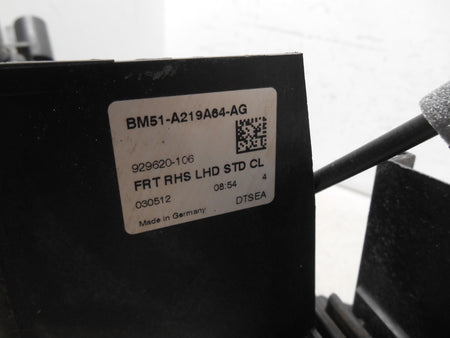 BM51-A219A64-AG
929620-106
FRT RHS LHD STD CL
030512 08:54 4
Made in Germany DTSEA